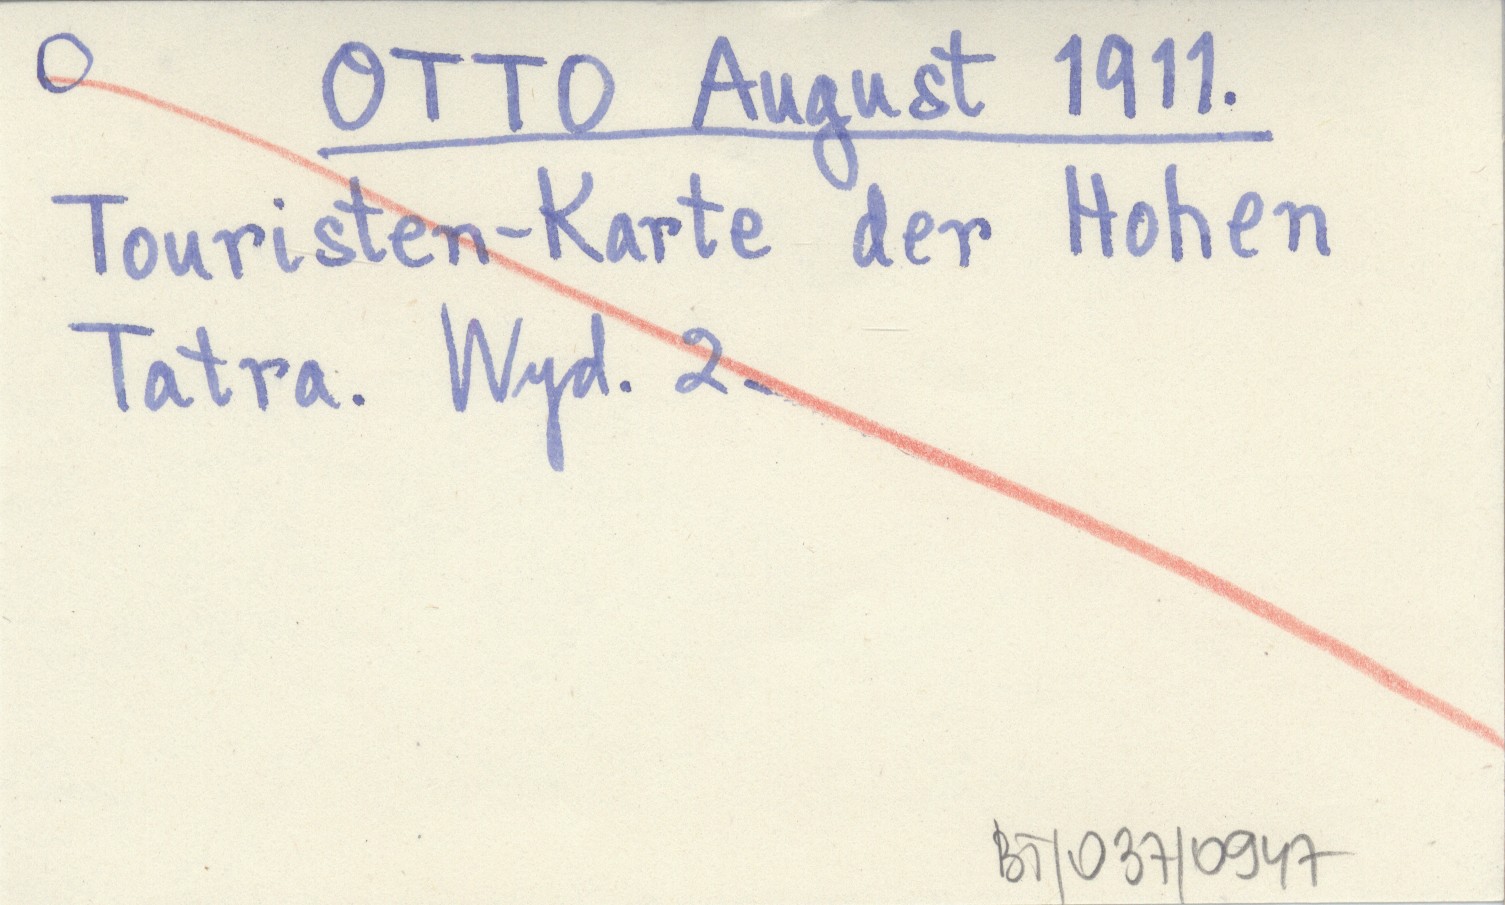 O
OTTO August 1911.
Touristen-Karte der Hohen
Tatra. Wyd. 2.
BT/037/0947